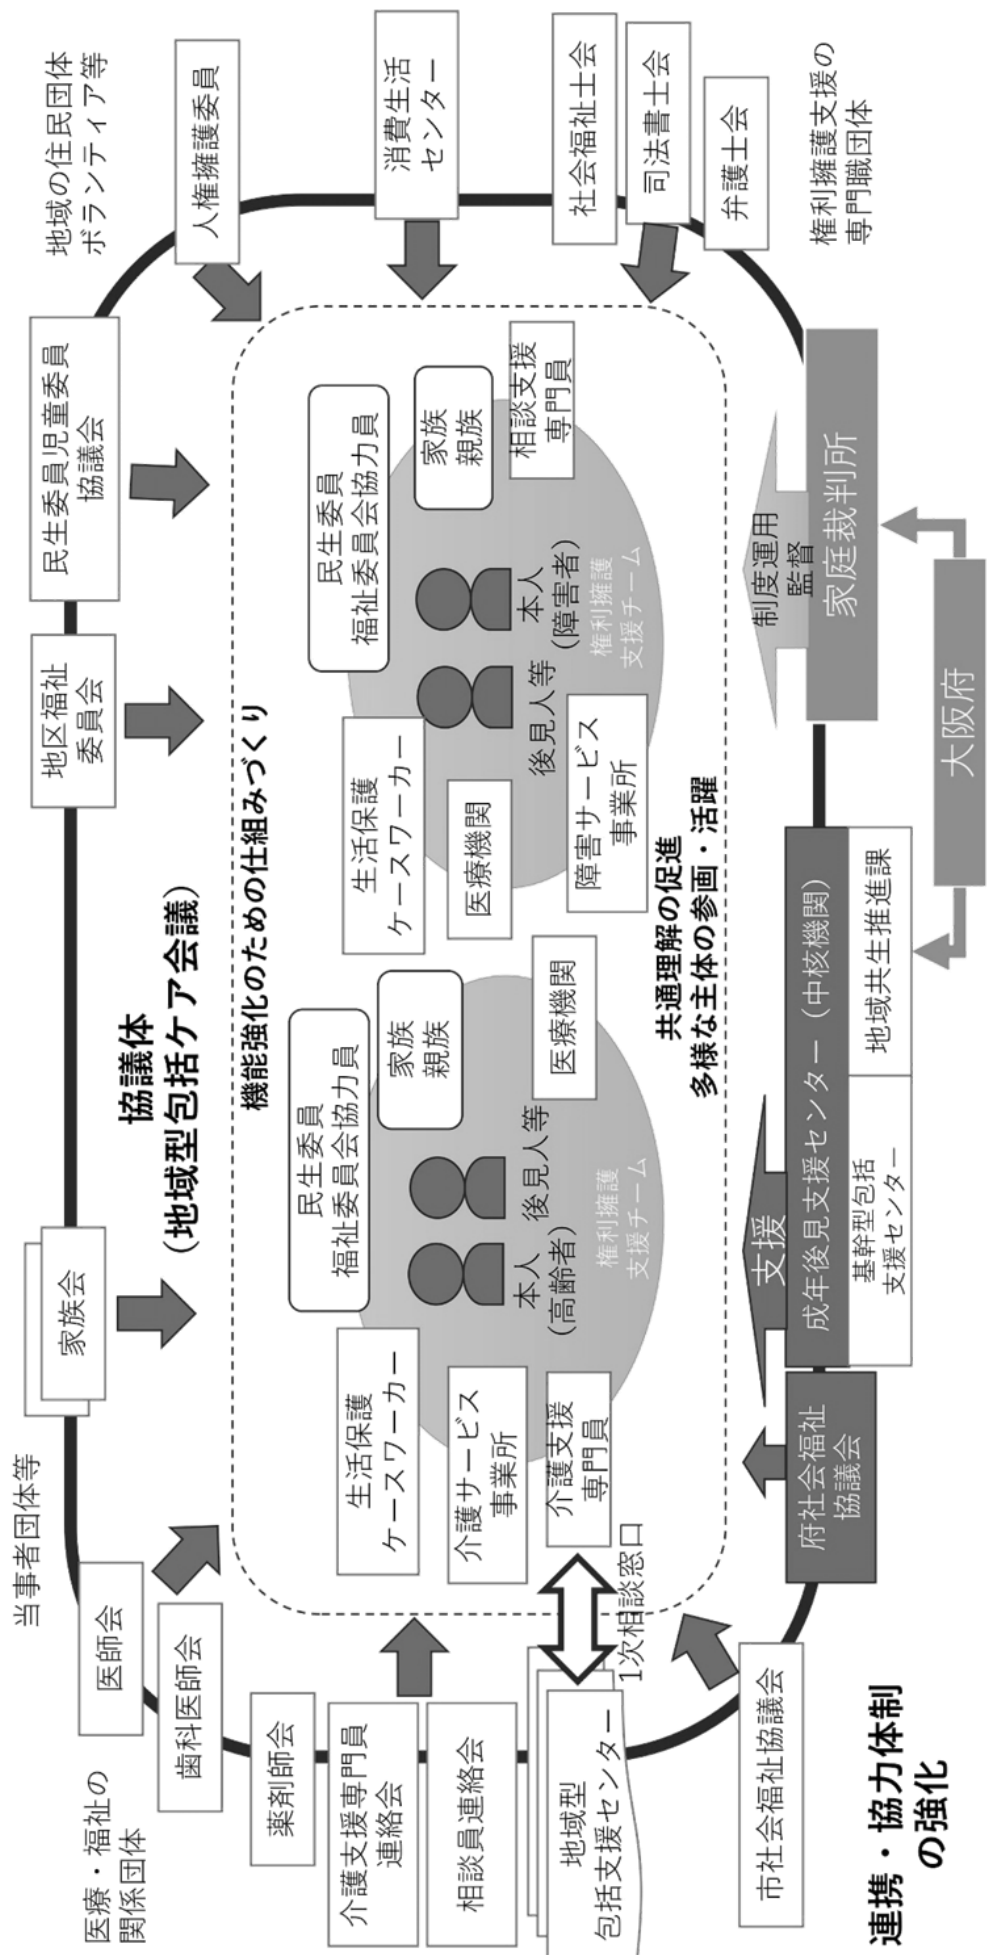 医療・福祉の
関係団体
当事者団体等
地域の住民団体
ボランティア等
医師会
歯科医師会
薬剤師会
介護支援専門員
連絡会
相談員連絡会
地域型
包括支援センター
1次相談窓口
市社会福祉協議会
家族会
地区福祉
委員会
民生委員児童委員
協議会
人権擁護委員
消費生活
センター
社会福祉士会
司法書士会
弁護士会
権利擁護支援の
専門職団体
協議体
(地域型包括ケア会議)
機能強化のための仕組みづくり
民生委員
福祉委員会協力員
家族
親族
生活保護
ケースワーカー
介護サービス
事業所
介護支援
専門員
医療機関
本人
(高齢者)
後見人等
権利擁護
支援チーム
民生委員
福祉委員会協力員
家族
親族
相談支援
専門員
生活保護
ケースワーカー
医療機関
障害サービス
事業所
後見人等
本人
(障害者)
権利擁護
支援チーム
共通理解の促進
多様な主体の参画・活躍
支援
制度運用
監督
府社会福祉
協議会
成年後見支援センター（中核機関）
基幹型包括
支援センター
地域共生推進課
家庭裁判所
大阪府
連携・協力体制
の強化